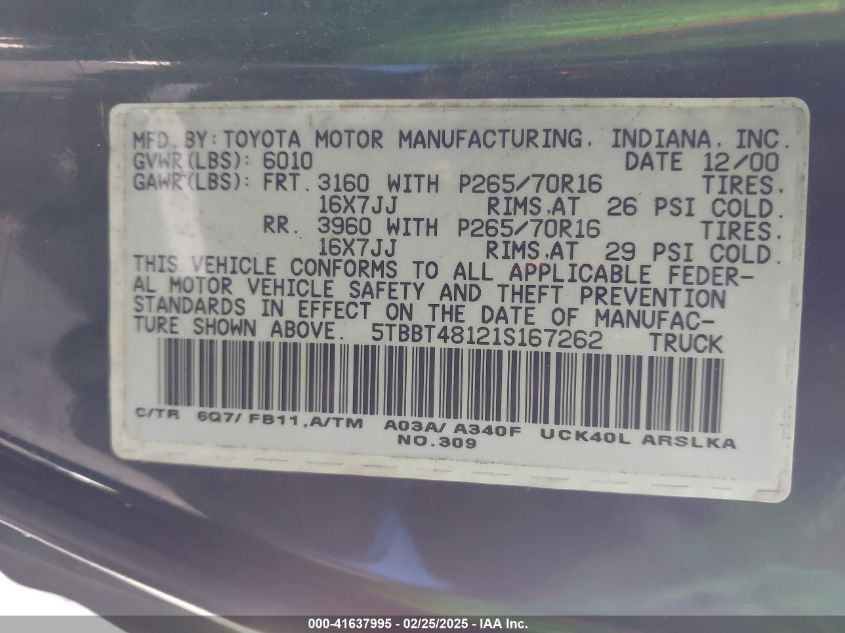 MFD. BY: TOYOTA MOTOR MANUFACTURING, INDIANA, INC.
GVWR(LBS): 6010 DATE 12/00
GAWR(LBS): FRT. 3160 WITH P265/70R16 TIRES.
16X7JJ RIMS.AT 26 PSI COLD.
RR. 3960 WITH P265/70R16 TIRES.
16X7JJ RIMS.AT 29 PSI COLD.
THIS VEHICLE CONFORMS TO ALL APPLICABLE FEDER-
AL MOTOR VEHICLE SAFETY AND THEFT PREVENTION
STANDARDS IN EFFECT ON THE DATE OF MANUFAC-
TURE SHOWN ABOVE. 5TBBT48121S167262 TRUCK
C/TR 6Q7/ FB11.A/TM A03A/ A340F UCK40L ARSLKA
NO.309
000-41637995 - 02/25/2025 - IAA Inc.